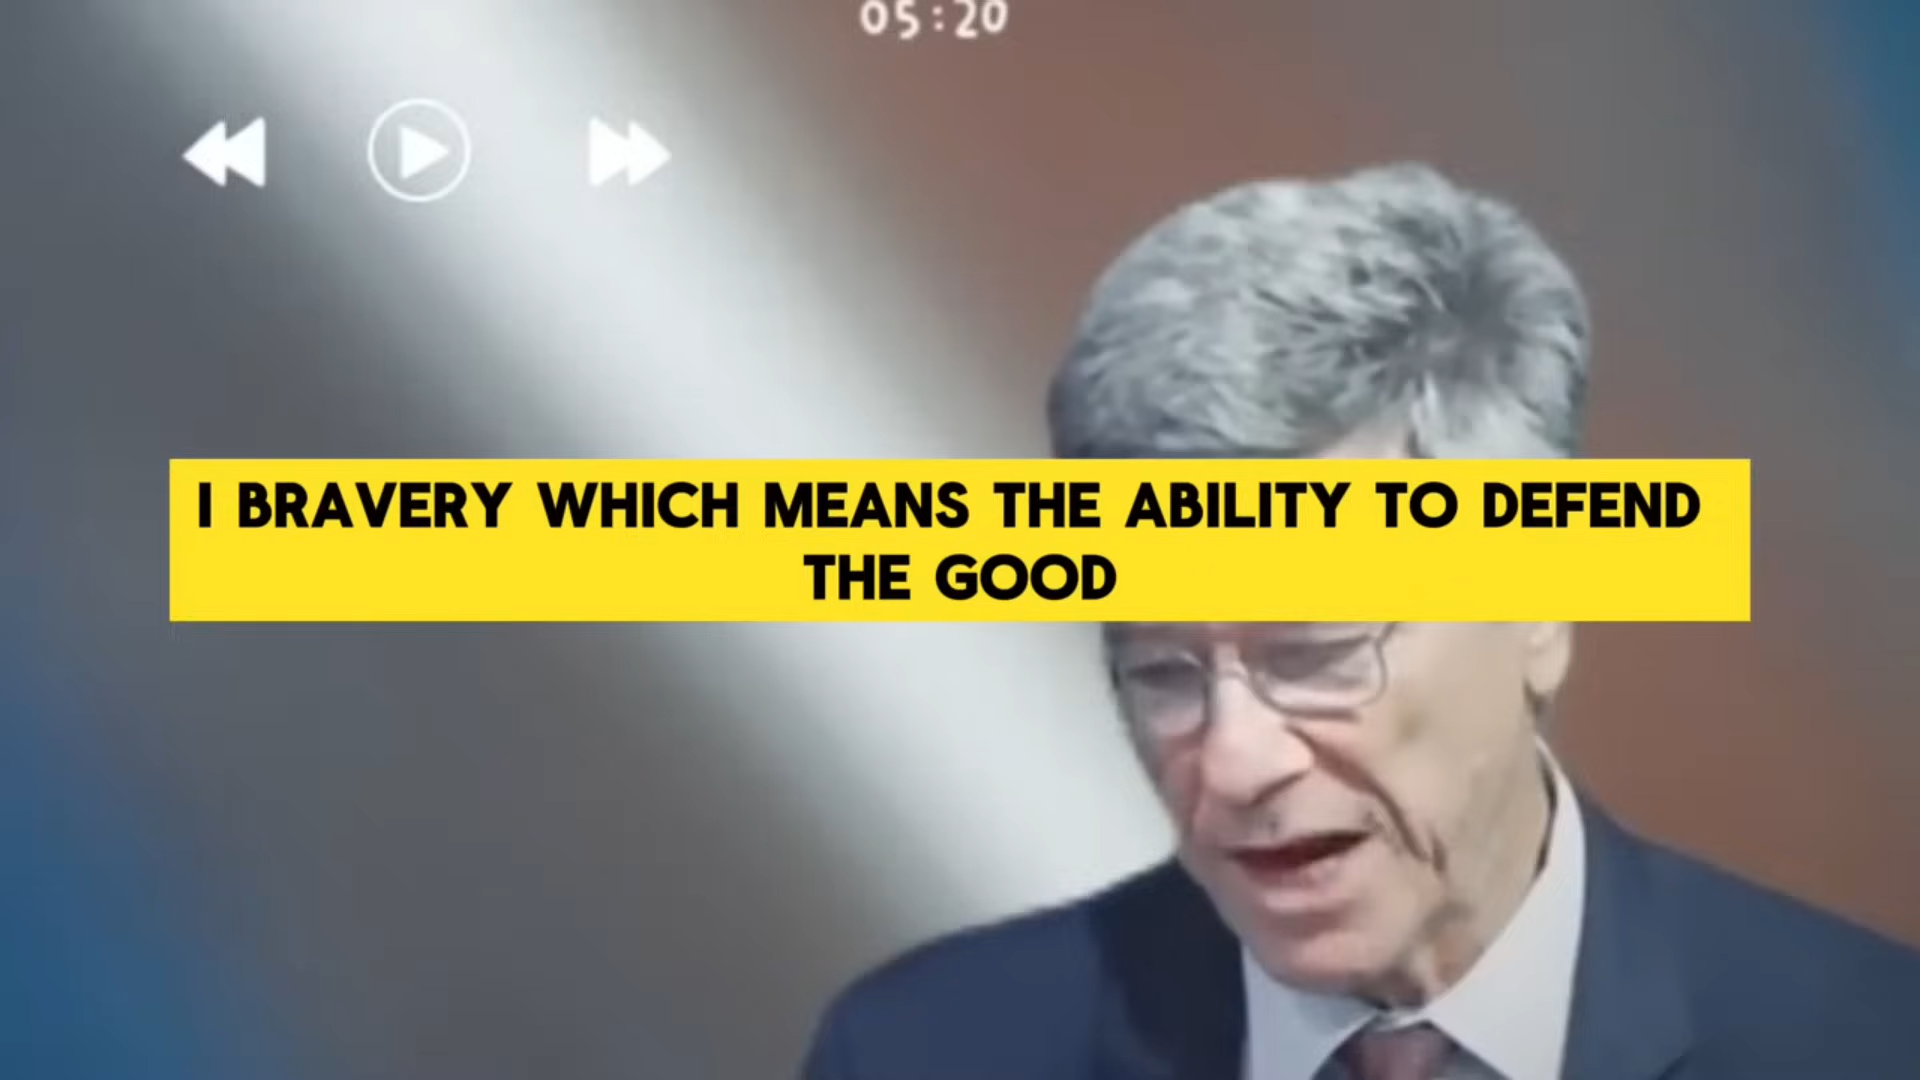 05:20
I BRAVERY WHICH MEANS THE ABILITY TO DEFEND
THE GOOD